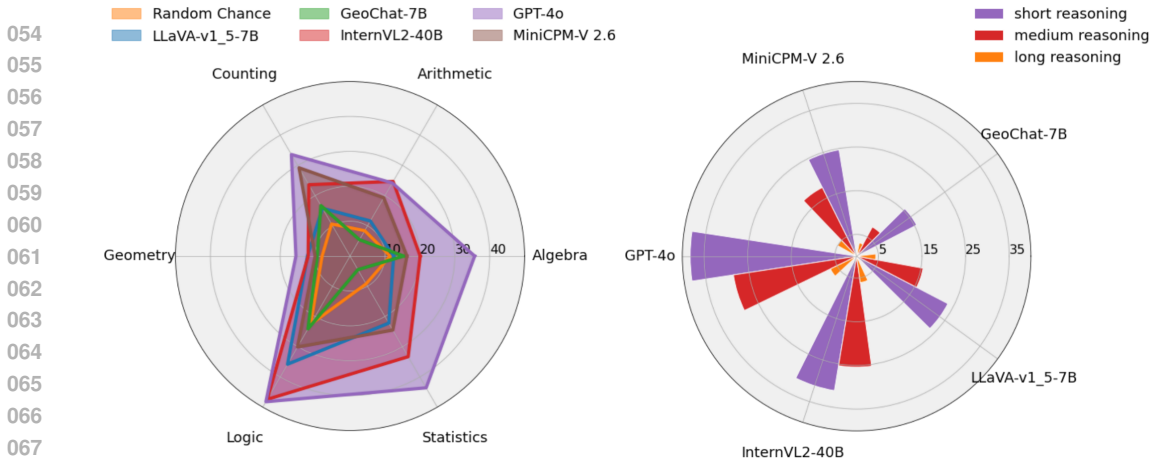 Random Chance GeoChat-7B GPT-4o
LLaVA-v1_5-7B InternVL2-40B MiniCPM-V 2.6
short reasoning
medium reasoning
long reasoning
054
055
056
057
058
059
060
061
062
063
064
065
066
067
Counting Arithmetic
Geometry 10 20 30 40 Algebra
Logic Statistics
MiniCPM-V 2.6
GeoChat-7B
GPT-4o 5 15 25 35
LLaVA-v1_5-7B
InternVL2-40B